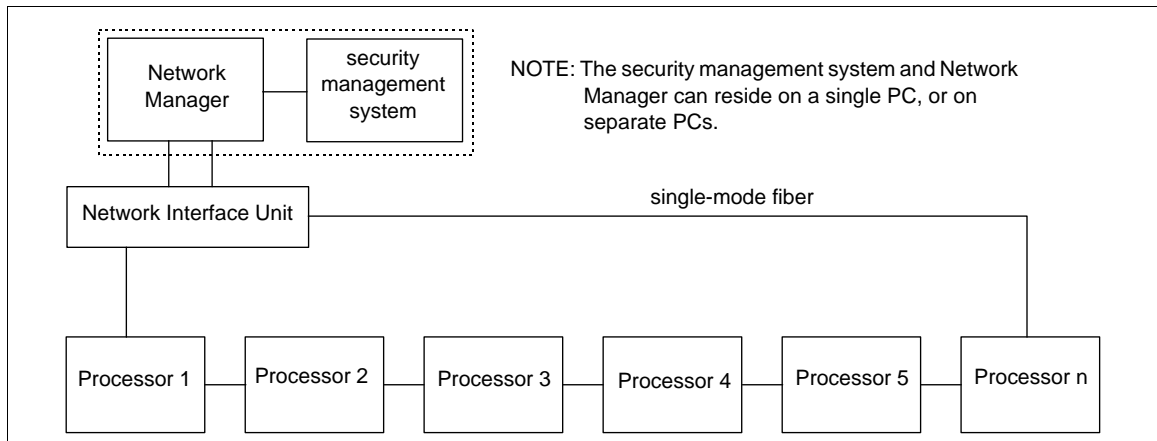 Network
Manager
security
management
system
NOTE: The security management system and Network
Manager can reside on a single PC, or on
separate PCs.
Network Interface Unit
single-mode fiber
Processor 1
Processor 2
Processor 3
Processor 4
Processor 5
Processor n